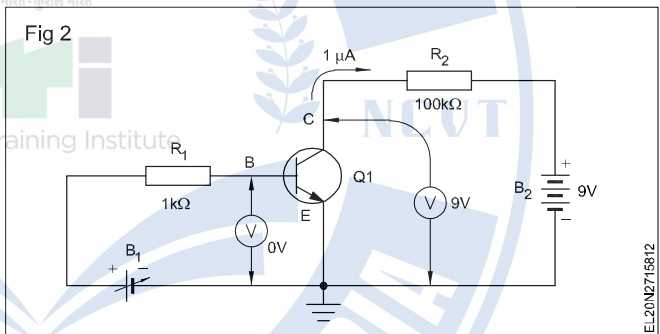 Fig 2
1 μA
R2
100kΩ
C
NCVT
raining Institute
R1
1kΩ
B
Q1
E
V
0V
V
9V
B2
+
9V
−
B1
+ −
EL20N2715812